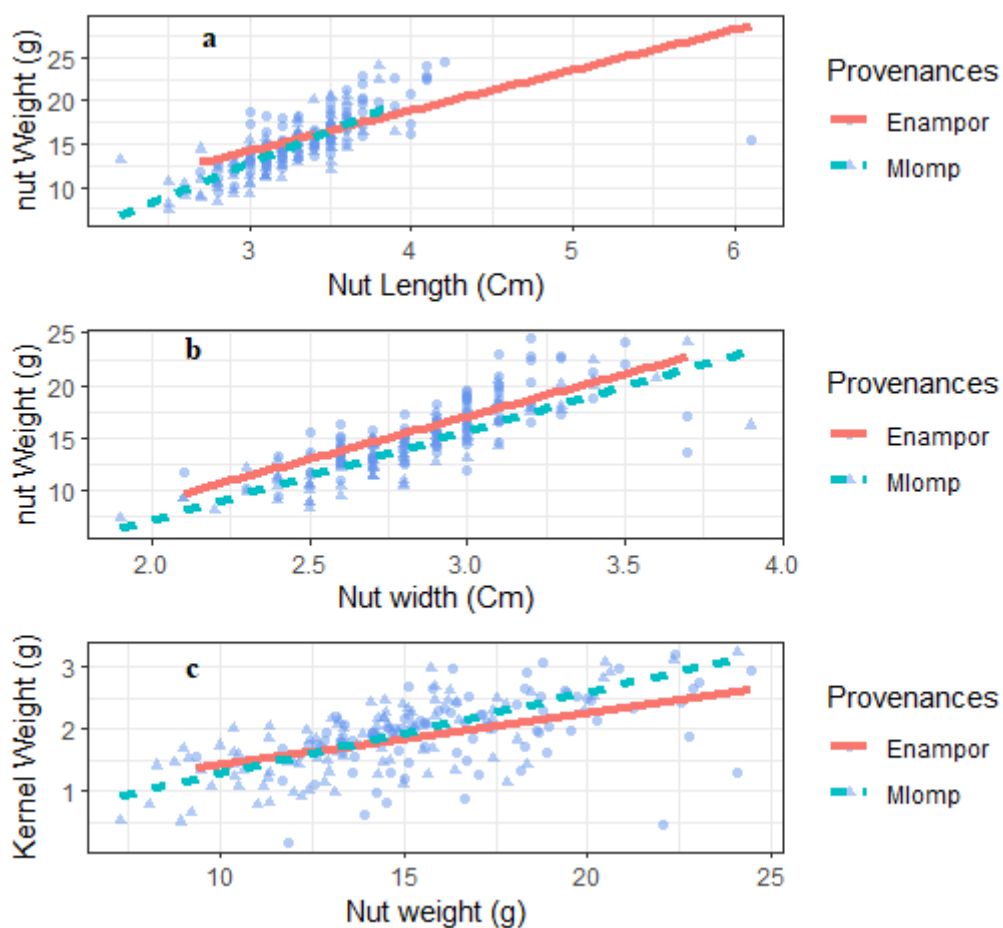 a
nut Weight (g)
25
20
15
10
3 4 5 6
Nut Length (Cm)
Provenances
Enampor
Mlomp
b
nut Weight (g)
25
20
15
10
2.0 2.5 3.0 3.5 4.0
Nut width (Cm)
Provenances
Enampor
Mlomp
c
Kernel Weight (g)
3
2
1
10 15 20 25
Nut weight (g)
Provenances
Enampor
Mlomp